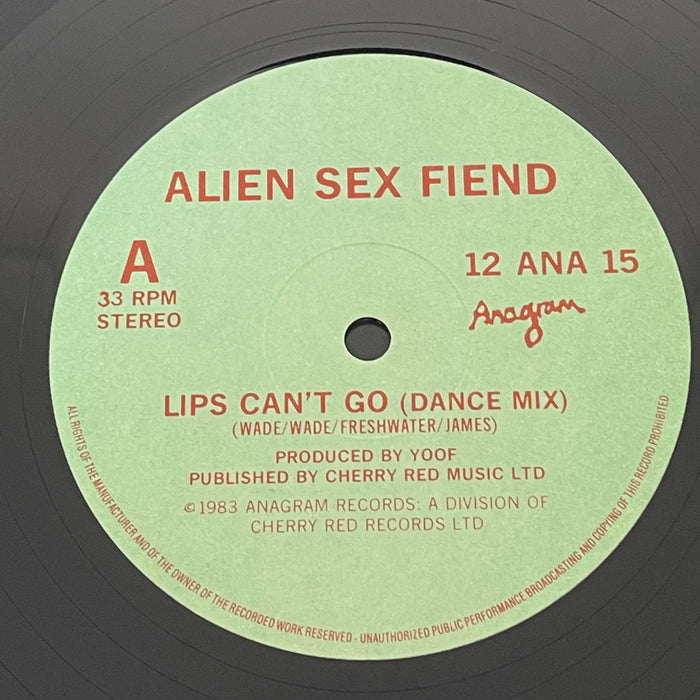 ALIEN SEX FIEND
A
33 RPM
STEREO
12 ANA 15
Anagram
LIPS CAN'T GO (DANCE MIX)
(WADE/WADE/FRESHWATER/JAMES)
PRODUCED BY YOOF
PUBLISHED BY CHERRY RED MUSIC LTD
©1983 ANAGRAM RECORDS: A DIVISION OF
CHERRY RED RECORDS LTD
ALL RIGHTS OF THE MANUFACTURER AND OF THE OWNER OF THE RECORDED WORK RESERVED - UNAUTHORIZED PUBLIC PERFORMANCE BROADCASTING AND COPYING OF THIS RECORD PROHIBITED